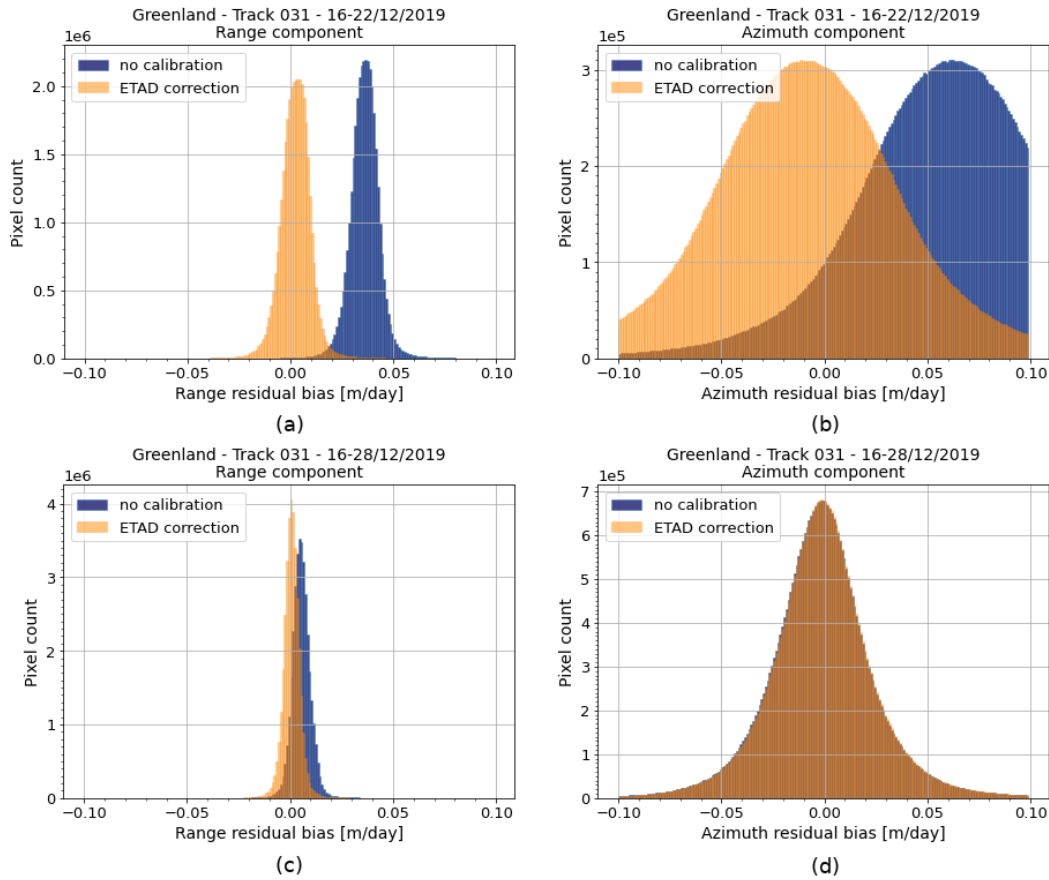 Greenland - Track 031 - 16-22/12/2019
Range component
1e6
no calibration
ETAD correction
Pixel count
2.0
1.5
1.0
0.5
0.0
−0.10 −0.05 0.00 0.05 0.10
Range residual bias [m/day]
(a)
Greenland - Track 031 - 16-22/12/2019
Azimuth component
1e5
no calibration
ETAD correction
Pixel count
3
2
1
0
−0.10 −0.05 0.00 0.05 0.10
Azimuth residual bias [m/day]
(b)
Greenland - Track 031 - 16-28/12/2019
Range component
1e6
no calibration
ETAD correction
Pixel count
4
3
2
1
0
−0.10 −0.05 0.00 0.05 0.10
Range residual bias [m/day]
(c)
Greenland - Track 031 - 16-28/12/2019
Azimuth component
1e5
no calibration
ETAD correction
Pixel count
7
6
5
4
3
2
1
0
−0.10 −0.05 0.00 0.05 0.10
Azimuth residual bias [m/day]
(d)